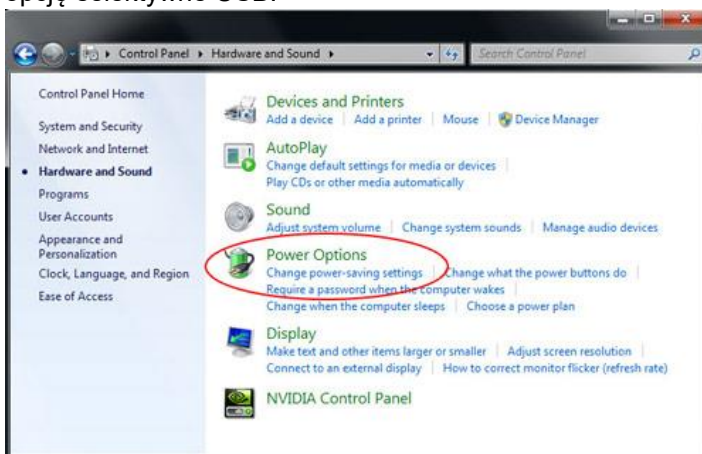 opcję selektywne USB.
Control Panel ▸ Hardware and Sound ▸
Search Control Panel
Control Panel Home
System and Security
Network and Internet
Hardware and Sound
Programs
User Accounts
Appearance and
Personalization
Clock, Language, and Region
Ease of Access
Devices and Printers
Add a device | Add a printer | Mouse | Device Manager
AutoPlay
Change default settings for media or devices
Play CDs or other media automatically
Sound
Adjust system volume | Change system sounds | Manage audio devices
Power Options
Change power-saving settings | Change what the power buttons do
Require a password when the computer wakes
Change when the computer sleeps | Choose a power plan
Display
Make text and other items larger or smaller | Adjust screen resolution
Connect to an external display | How to correct monitor flicker (refresh rate)
NVIDIA Control Panel